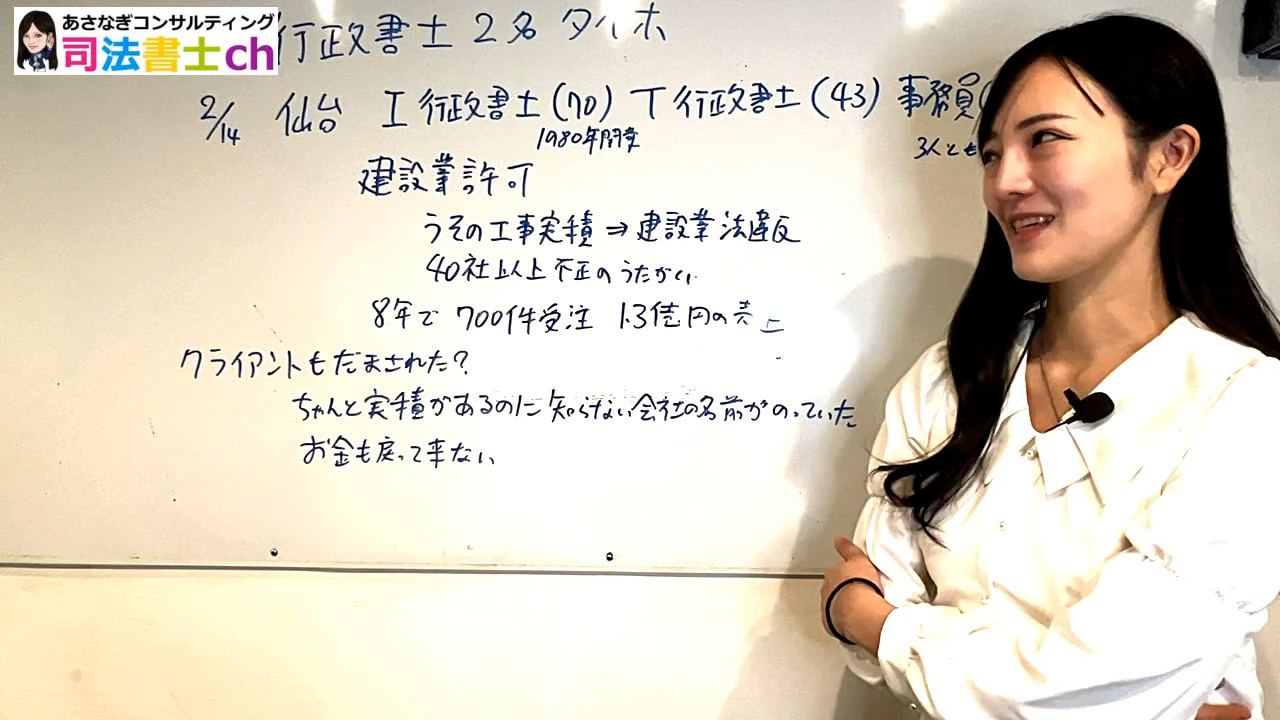 あさなぎコンサルティング
司法書士ch
行政書士 2名 タイホ
2/14 仙台 I 行政書士(70) T 行政書士(43) 事務員(
1980年開業
3人とも
建設業許可
うその工事実積⇒建設業法違反
40社以上不正のうたがい
8年で 700件受注 1.3億円の売上
クライアントもだまされた?
ちゃんと実積があるのに知らない会社の名前がのっていた
お金も戻って来ない